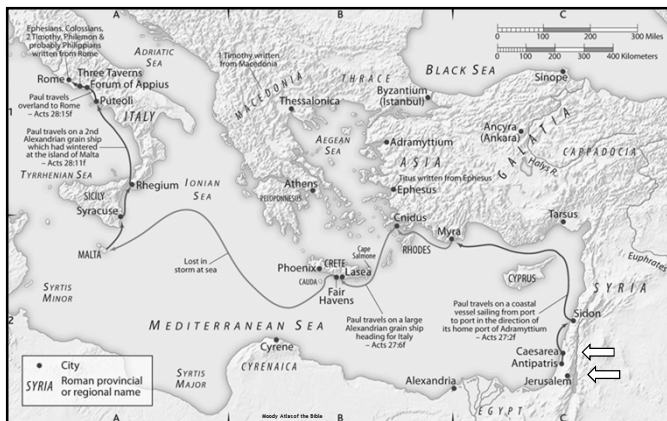 A
B
C
Ephesians, Colossians,
2 Timothy, Philemon &
probably Philippians
written from Rome
ADRIATIC
SEA
1 Timothy written
from Macedonia
0 100 200 300 Miles
0 100 200 300 400 Kilometers
BLACK SEA
Rome
Three Taverns
Forum of Appius
Puteoli
MACEDONIA
THRACE
Byzantium
(Istanbul)
Sinope
1
Paul travels
overland to Rome
– Acts 28:15f
ITALY
Thessalonica
Ancyra
(Ankara)
GALATIA
Halys R.
CAPPADOCIA
Paul travels on a 2nd
Alexandrian grain ship
which had wintered
at the island of Malta
– Acts 28:11f
AEGEAN
SEA
Adramyttium
ASIA
Titus written from Ephesus
TYRRHENIAN SEA
Rhegium
IONIAN
SEA
Athens
PELOPONNESUS
Ephesus
SICILY
Syracuse
Cnidus
Myra
Tarsus
MALTA
Lost in
storm at sea
Phoenix
CRETE
CAUDA
Cape
Salmone
Lasea
Fair
Havens
RHODES
CYPRUS
SYRIA
Euphrates
SYRTIS
MINOR
Paul travels on a coastal
vessel sailing from port
to port in the direction of
its home port of Adramyttium
– Acts 27:2f
Sidon
2
MEDITERRANEAN SEA
Paul travels on a large
Alexandrian grain ship
heading for Italy
– Acts 27:6f
City
SYRIA Roman provincial
or regional name
SYRTIS
MAJOR
Cyrene
CYRENAICA
Alexandria
EGYPT
Caesarea
Antipatris
Jerusalem
A
Moody Atlas of the Bible
B
C